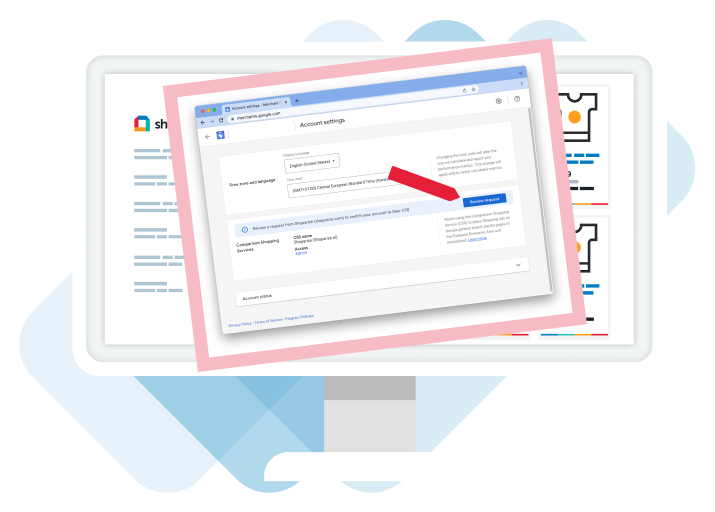 sh
Account settings - Merchant C
merchants.google.com
Account settings
Time zone and language
Display language
English (United States)
Time zone
(GMT+01:00) Central European Standard Time
Changing the time zone will alter the
way we calculate and report your
performance metrics. This change will
apply only to newly calculated metrics.
Review a request from Shoparize (shoparize.com) to switch your account to their CSS
Review request
Comparison Shopping
Services
CSS name
Shoparize
Access
Admin
You're using this Comparison Shopping
Service (CSS) to place Shopping ads on
Google general search results pages in
the European Economic Area and
Switzerland. Learn more
Account status
Privacy Policy - Terms of Service - Program Policies
9